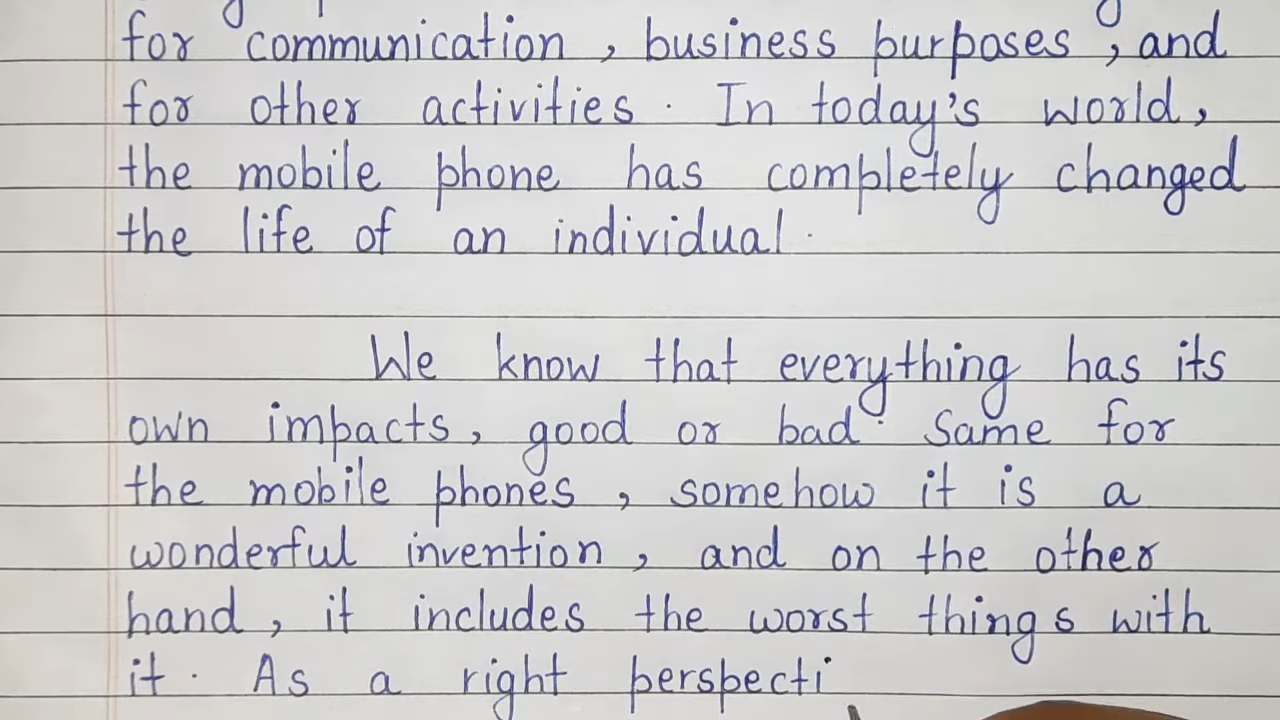 for communication, business purposes, and
for other activities. In today's world,
the mobile phone has completely changed
the life of an individual.
We know that everything has its
own impacts, good or bad. Same for
the mobile phones, somehow it is a
wonderful invention, and on the other
hand, it includes the worst things with
it. As a right perspecti